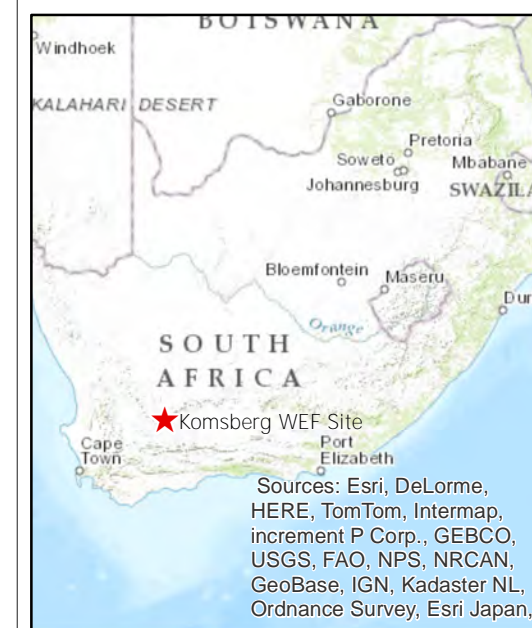 BOTSWANA
Windhoek
KALAHARI DESERT
Gaborone
Pretoria
Soweto
Mbabane
Johannesburg
SWAZILA
Bloemfontein
Maseru
Dur
Orange
SOUTH
AFRICA
Komsberg WEF Site
Cape
Town
Port
Elizabeth
Sources: Esri, DeLorme,
HERE, TomTom, Intermap,
increment P Corp., GEBCO,
USGS, FAO, NPS, NRCAN,
GeoBase, IGN, Kadaster NL,
Ordnance Survey, Esri Japan,